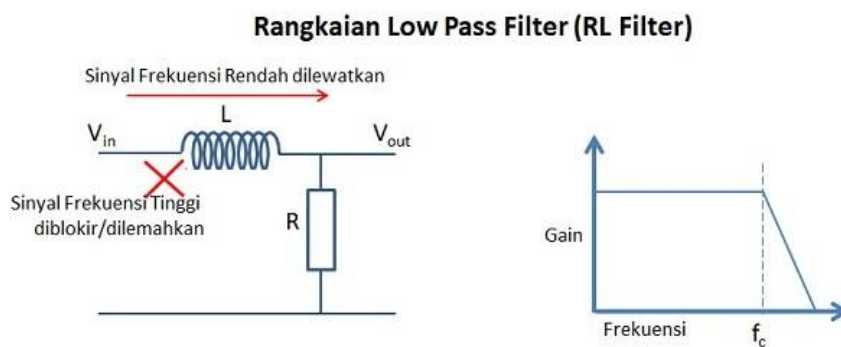 Rangkaian Low Pass Filter (RL Filter)
Sinyal Frekuensi Rendah dilewatkan
L
Vin
Vout
Sinyal Frekuensi Tinggi
diblokir/dilemahkan
R
Gain
Frekuensi
fc